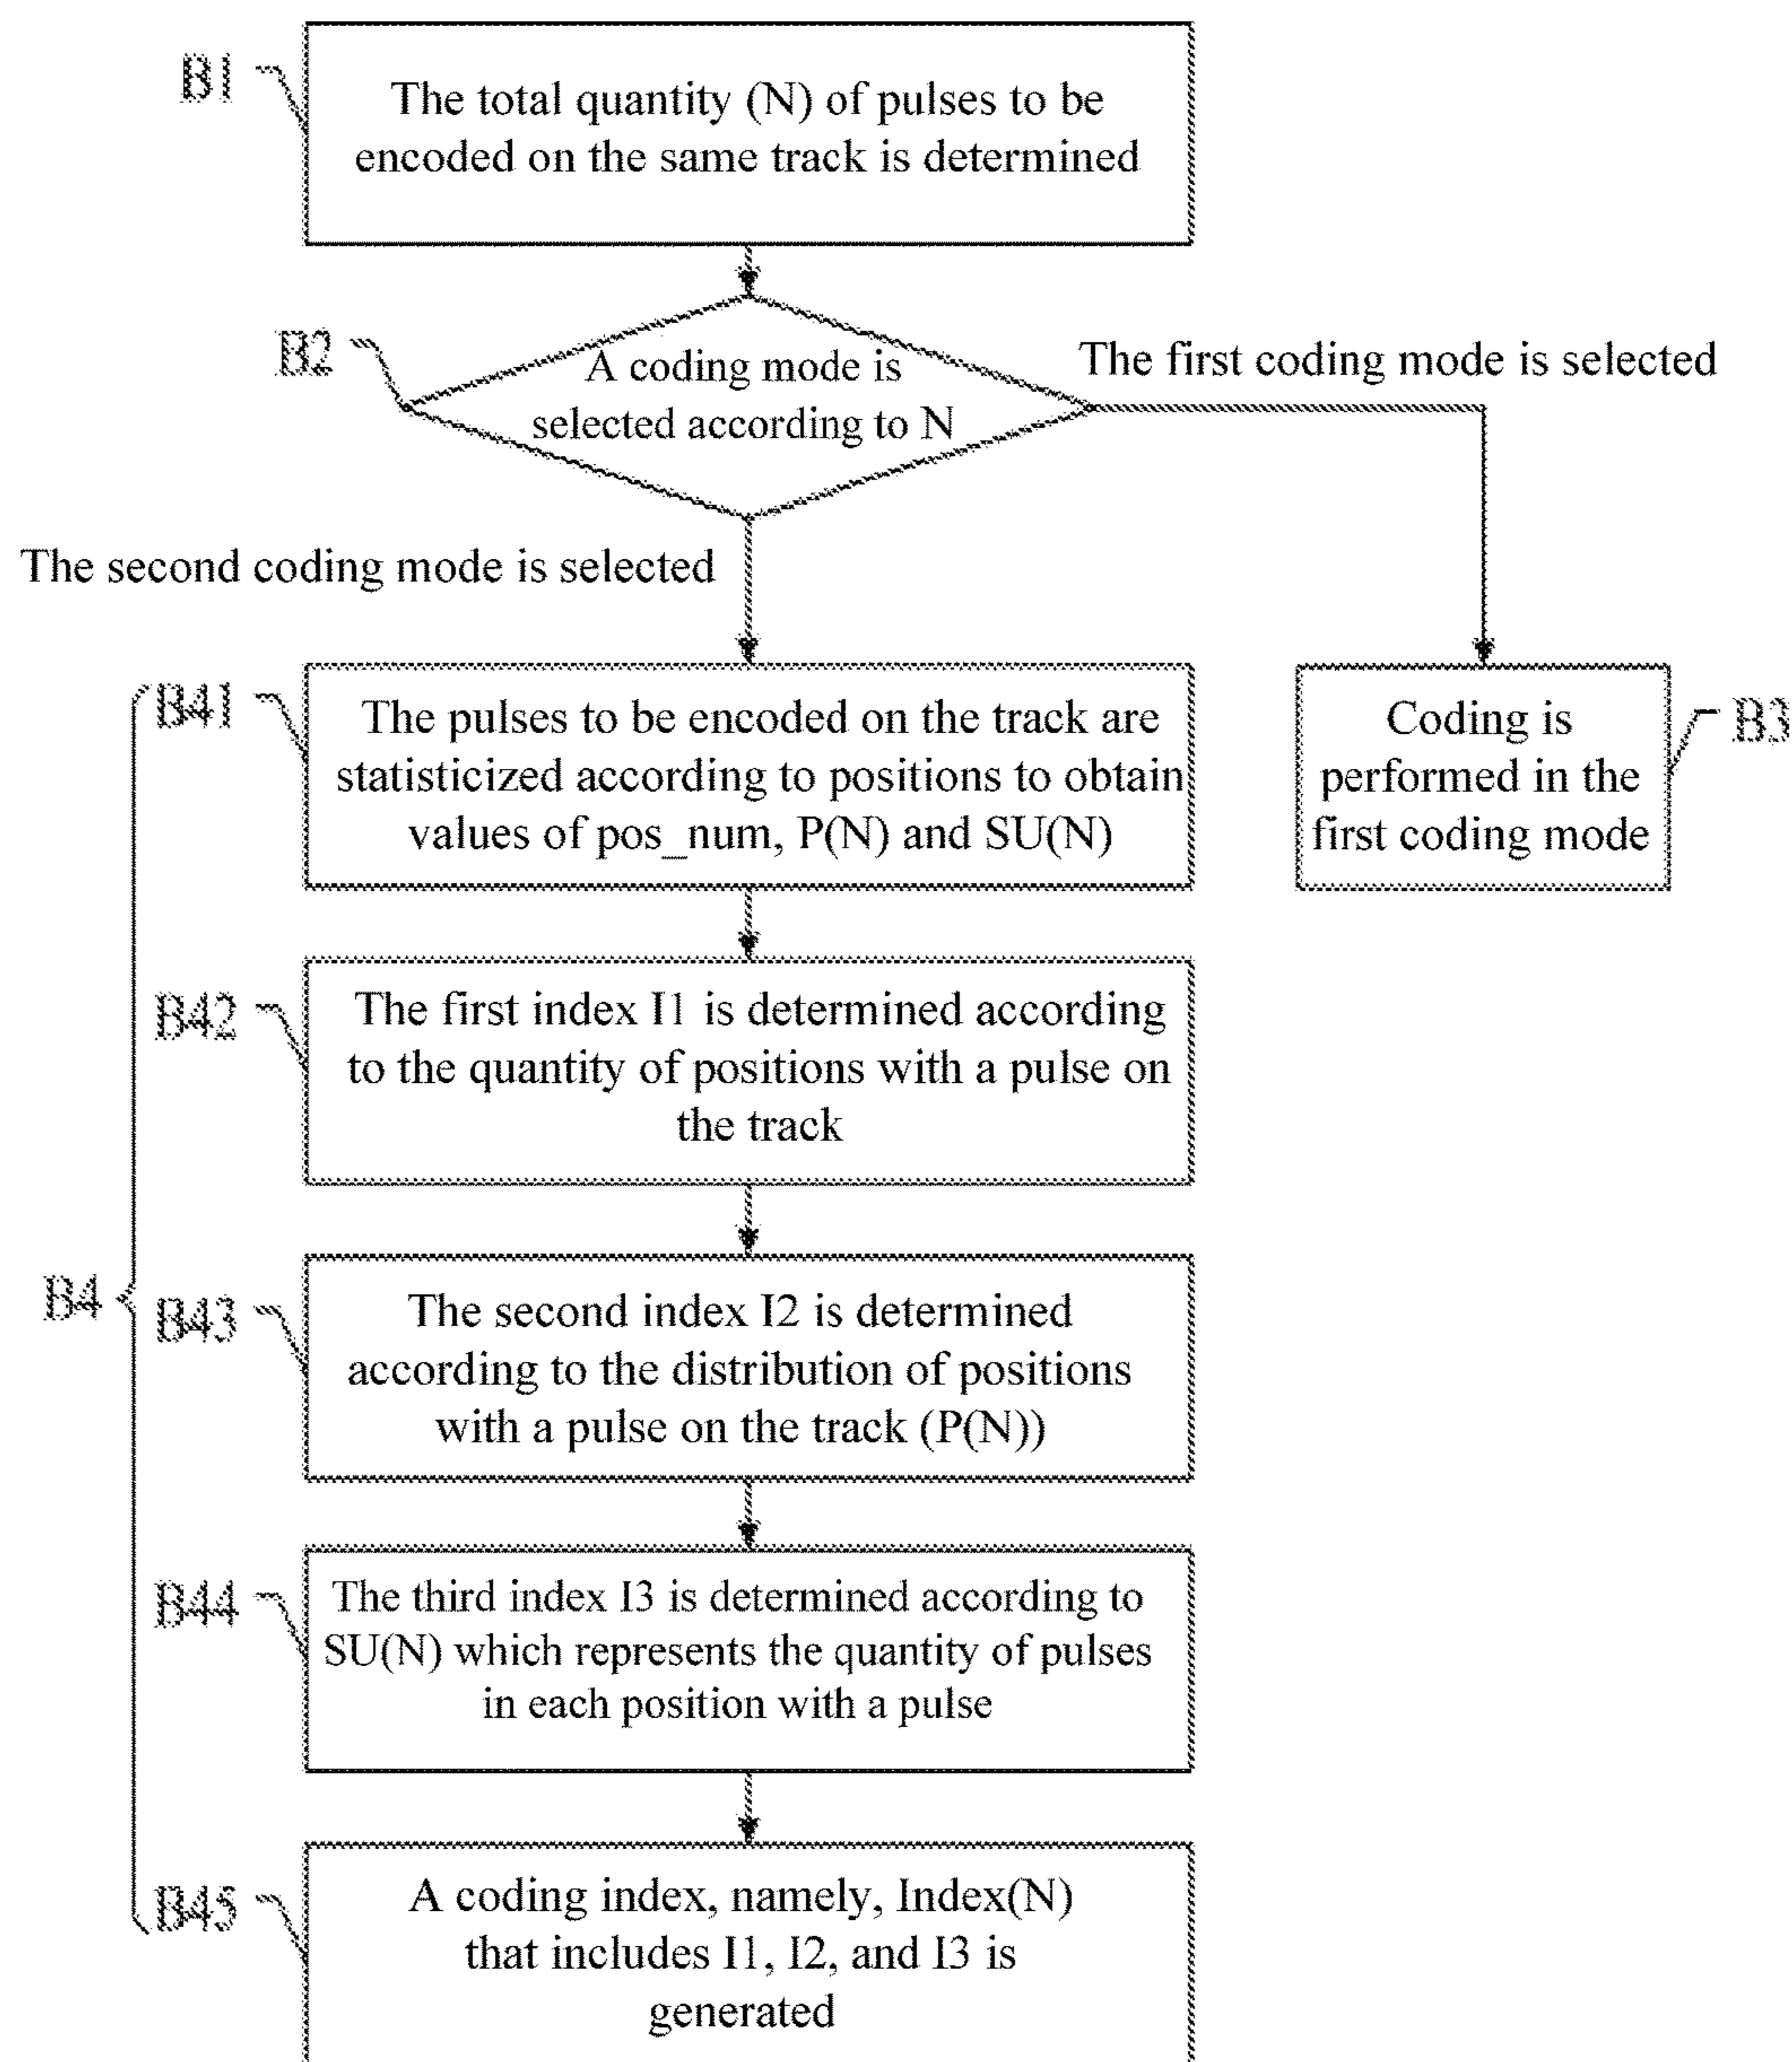 B1
The total quantity (N) of pulses to be
encoded on the same track is determined
B2
A coding mode is
selected according to N
The first coding mode is selected
The second coding mode is selected
B41
The pulses to be encoded on the track are
statisticized according to positions to obtain
values of pos_num, P(N) and SU(N)
Coding is
performed in the
first coding mode
B3
B42
The first index I1 is determined according
to the quantity of positions with a pulse on
the track
B4
B43
The second index I2 is determined
according to the distribution of positions
with a pulse on the track (P(N))
B44
The third index I3 is determined according to
SU(N) which represents the quantity of pulses
in each position with a pulse
B45
A coding index, namely, Index(N)
that includes I1, I2, and I3 is
generated